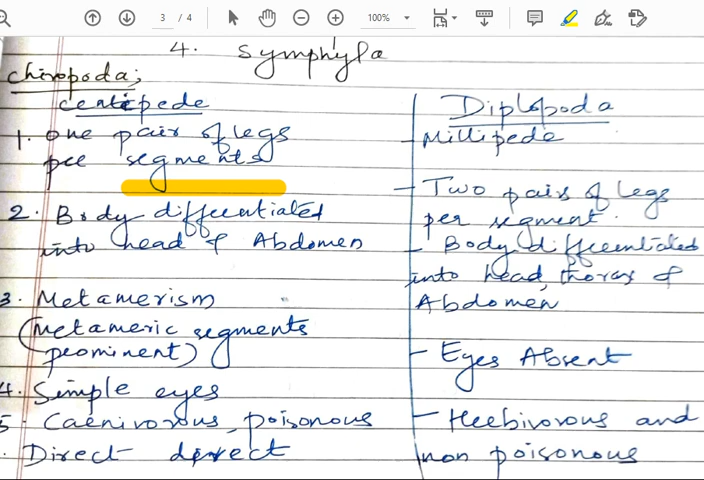 3 / 4
100%
4. Symphyla
Chiropoda;
centepede
1. One pair of legs
per segments
2. Body differentiated
into head & Abdomen
3. Metamerism
(Metameric segments
prominent)
4. Simple eyes
5. Carnivorous, poisonous
. Direct
Diplopoda
- Millipede
- Two pairs of legs
per segment.
- Body differentiated
into head, thorax &
Abdomen
- Eyes Absent
- Herbivorous and
non poisonous